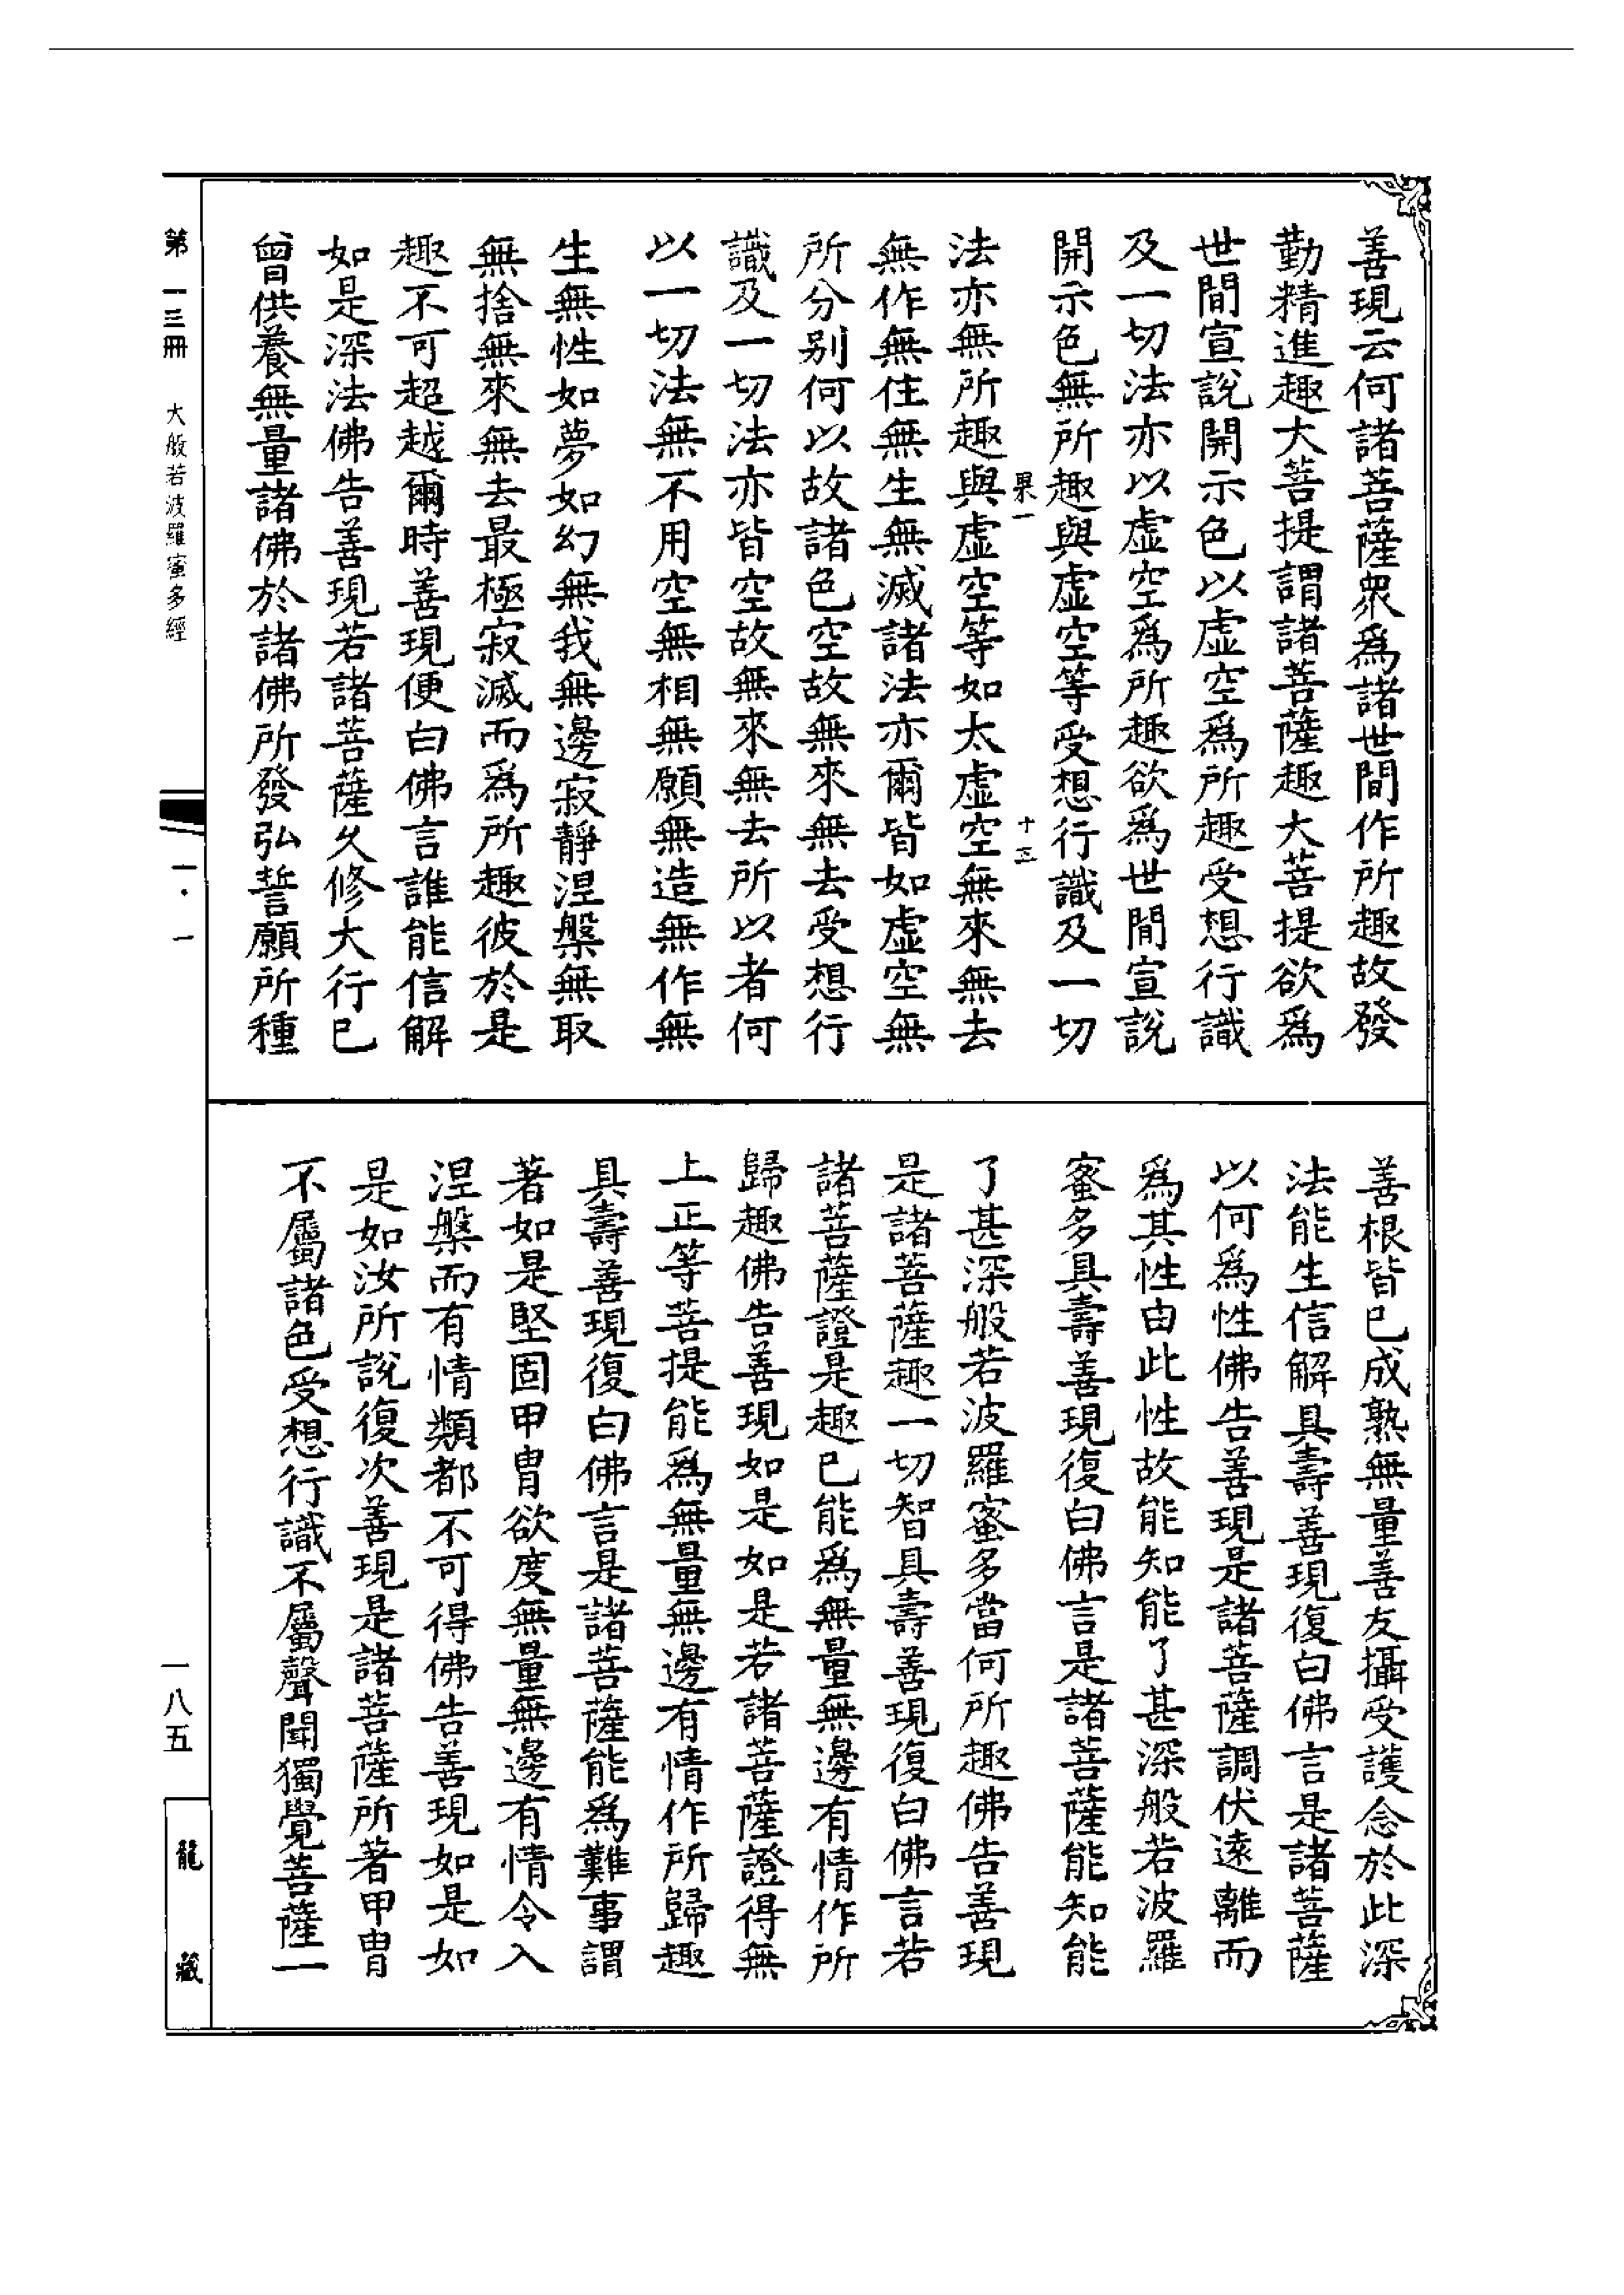 善現云何諸菩薩眾為諸世間作所趣故發
勤精進趣大菩提謂諸菩薩趣大菩提欲為
世間宣說開示色以虛空為所趣受想行識
及一切法亦以虛空為所趣欲為世間宣說
開示色無所趣與虛空等受想行識及一切
果一
十五
法亦無所趣與虛空等如太虛空無來無去
無作無住無生無滅諸法亦爾皆如虛空無
所分別何以故諸色空故無來無去受想行
識及一切法亦皆空故無來無去所以者何
以一切法無不用空無相無願無造無作無
生無性如夢如幻無我無邊寂靜涅槃無取
無捨無來無去最極寂滅而為所趣彼於是
趣不可超越爾時善現便白佛言誰能信解
如是深法佛告善現若諸菩薩久修大行已
曾供養無量諸佛於諸佛所發弘誓願所種
善根皆已成熟無量善友攝受護念於此深
法能生信解具壽善現復白佛言是諸菩薩
以何為性佛告善現是諸菩薩調伏遠離而
為其性由此性故能知能了甚深般若波羅
蜜多具壽善現復白佛言是諸菩薩能知能
了甚深般若波羅蜜多當何所趣佛告善現
是諸菩薩趣一切智具壽善現復白佛言若
諸菩薩證是趣已能為無量無邊有情作所
歸趣佛告善現如是如是若諸菩薩證得無
上正等菩提能為無量無邊有情作所歸趣
具壽善現復白佛言是諸菩薩能為難事謂
著如是堅固甲冑欲度無量無邊有情令入
涅槃而有情類都不可得佛告善現如是如
是如汝所說復次善現是諸菩薩所著甲冑
不屬諸色受想行識不屬聲聞獨覺菩薩一
第一三冊 大般若波羅蜜多經
一·一
一八五
龍藏